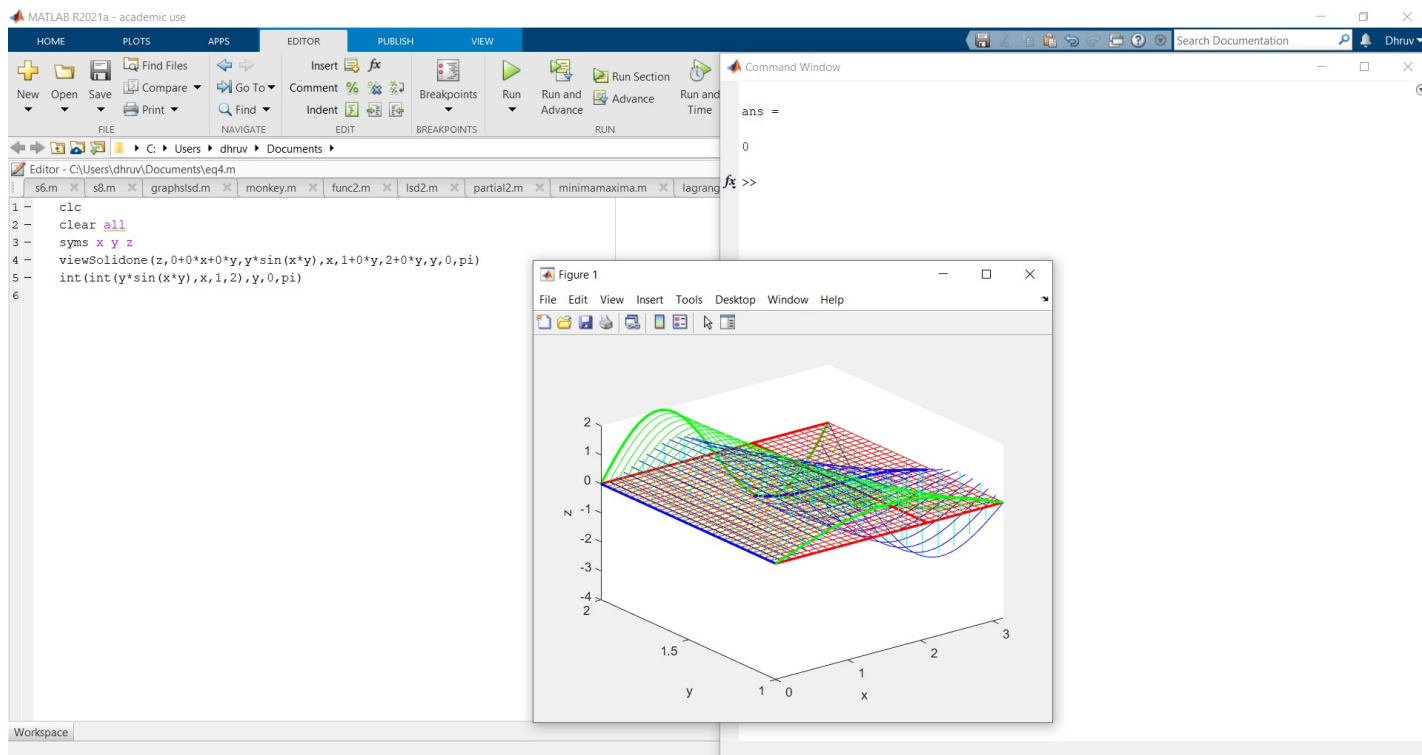 MATLAB R2021a - academic use
HOME PLOTS APPS EDITOR PUBLISH VIEW
Search Documentation
Dhruv
New
Open
Save
Find Files
Compare
Print
FILE
Go To
Find
NAVIGATE
Insert fx
Comment
Indent
EDIT
Breakpoints
BREAKPOINTS
Run
Run and Advance
Run Section
Advance
Run and Time
RUN
C: Users dhruv Documents
Editor - C:\Users\dhruv\Documents\eq4.m
s6.m s8.m graphslsd.m monkey.m func2.m lsd2.m partial2.m minimamaxima.m lagrang
1 - clc
2 - clear all
3 - syms x y z
4 - viewSolidone(z,0+0*x+0*y,y*sin(x*y),x,1+0*y,2+0*y,y,0,pi)
5 - int(int(y*sin(x*y),x,1,2),y,0,pi)
6
Workspace
Command Window
ans =
0
fx >>
Figure 1
File Edit View Insert Tools Desktop Window Help
2
1
0
-1
-2
-3
-4
z
2
1.5
1
y
0
1
2
3
x